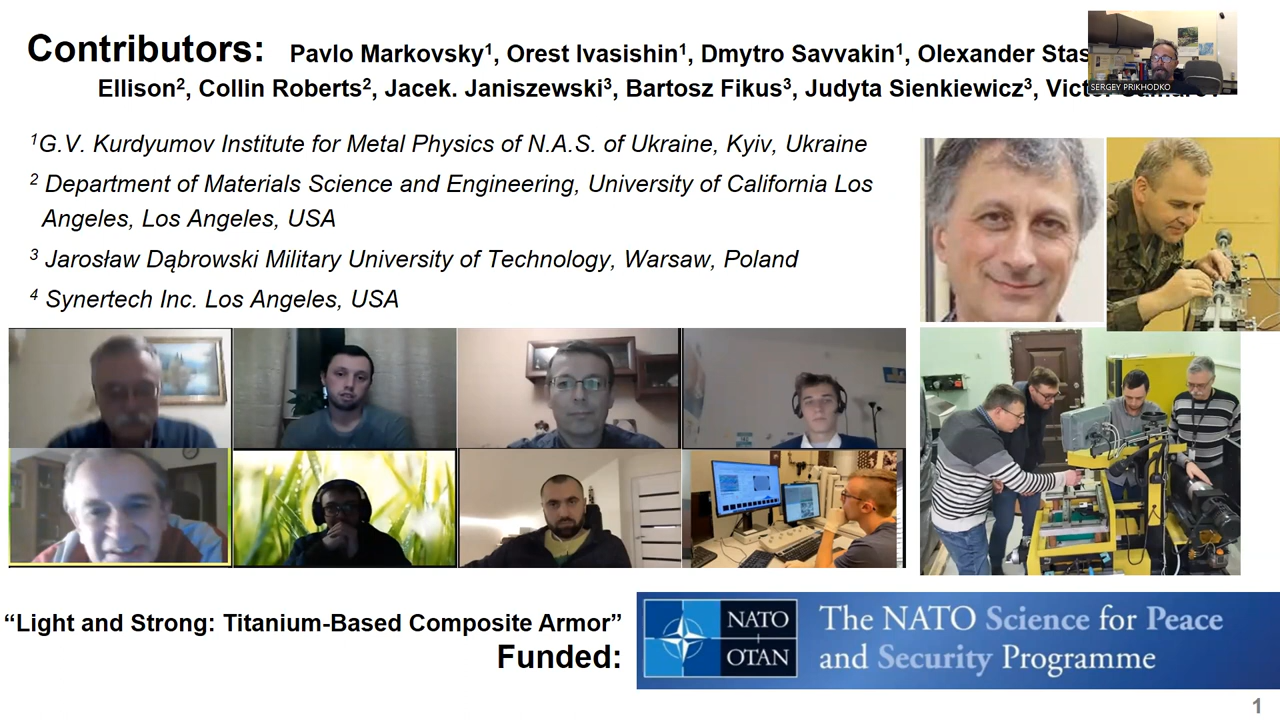 Contributors: Pavlo Markovsky¹, Orest Ivasishin¹, Dmytro Savvakin¹, Olexander Stas
Ellison², Collin Roberts², Jacek. Janiszewski³, Bartosz Fikus³, Judyta Sienkiewicz³,
SERGEY PRIKHODKO
¹G.V. Kurdyumov Institute for Metal Physics of N.A.S. of Ukraine, Kyiv, Ukraine
² Department of Materials Science and Engineering, University of California Los
Angeles, Los Angeles, USA
³ Jarosław Dąbrowski Military University of Technology, Warsaw, Poland
⁴ Synertech Inc. Los Angeles, USA
“Light and Strong: Titanium-Based Composite Armor”
Funded:
NATO
OTAN
The NATO Science for Peace
and Security Programme
1